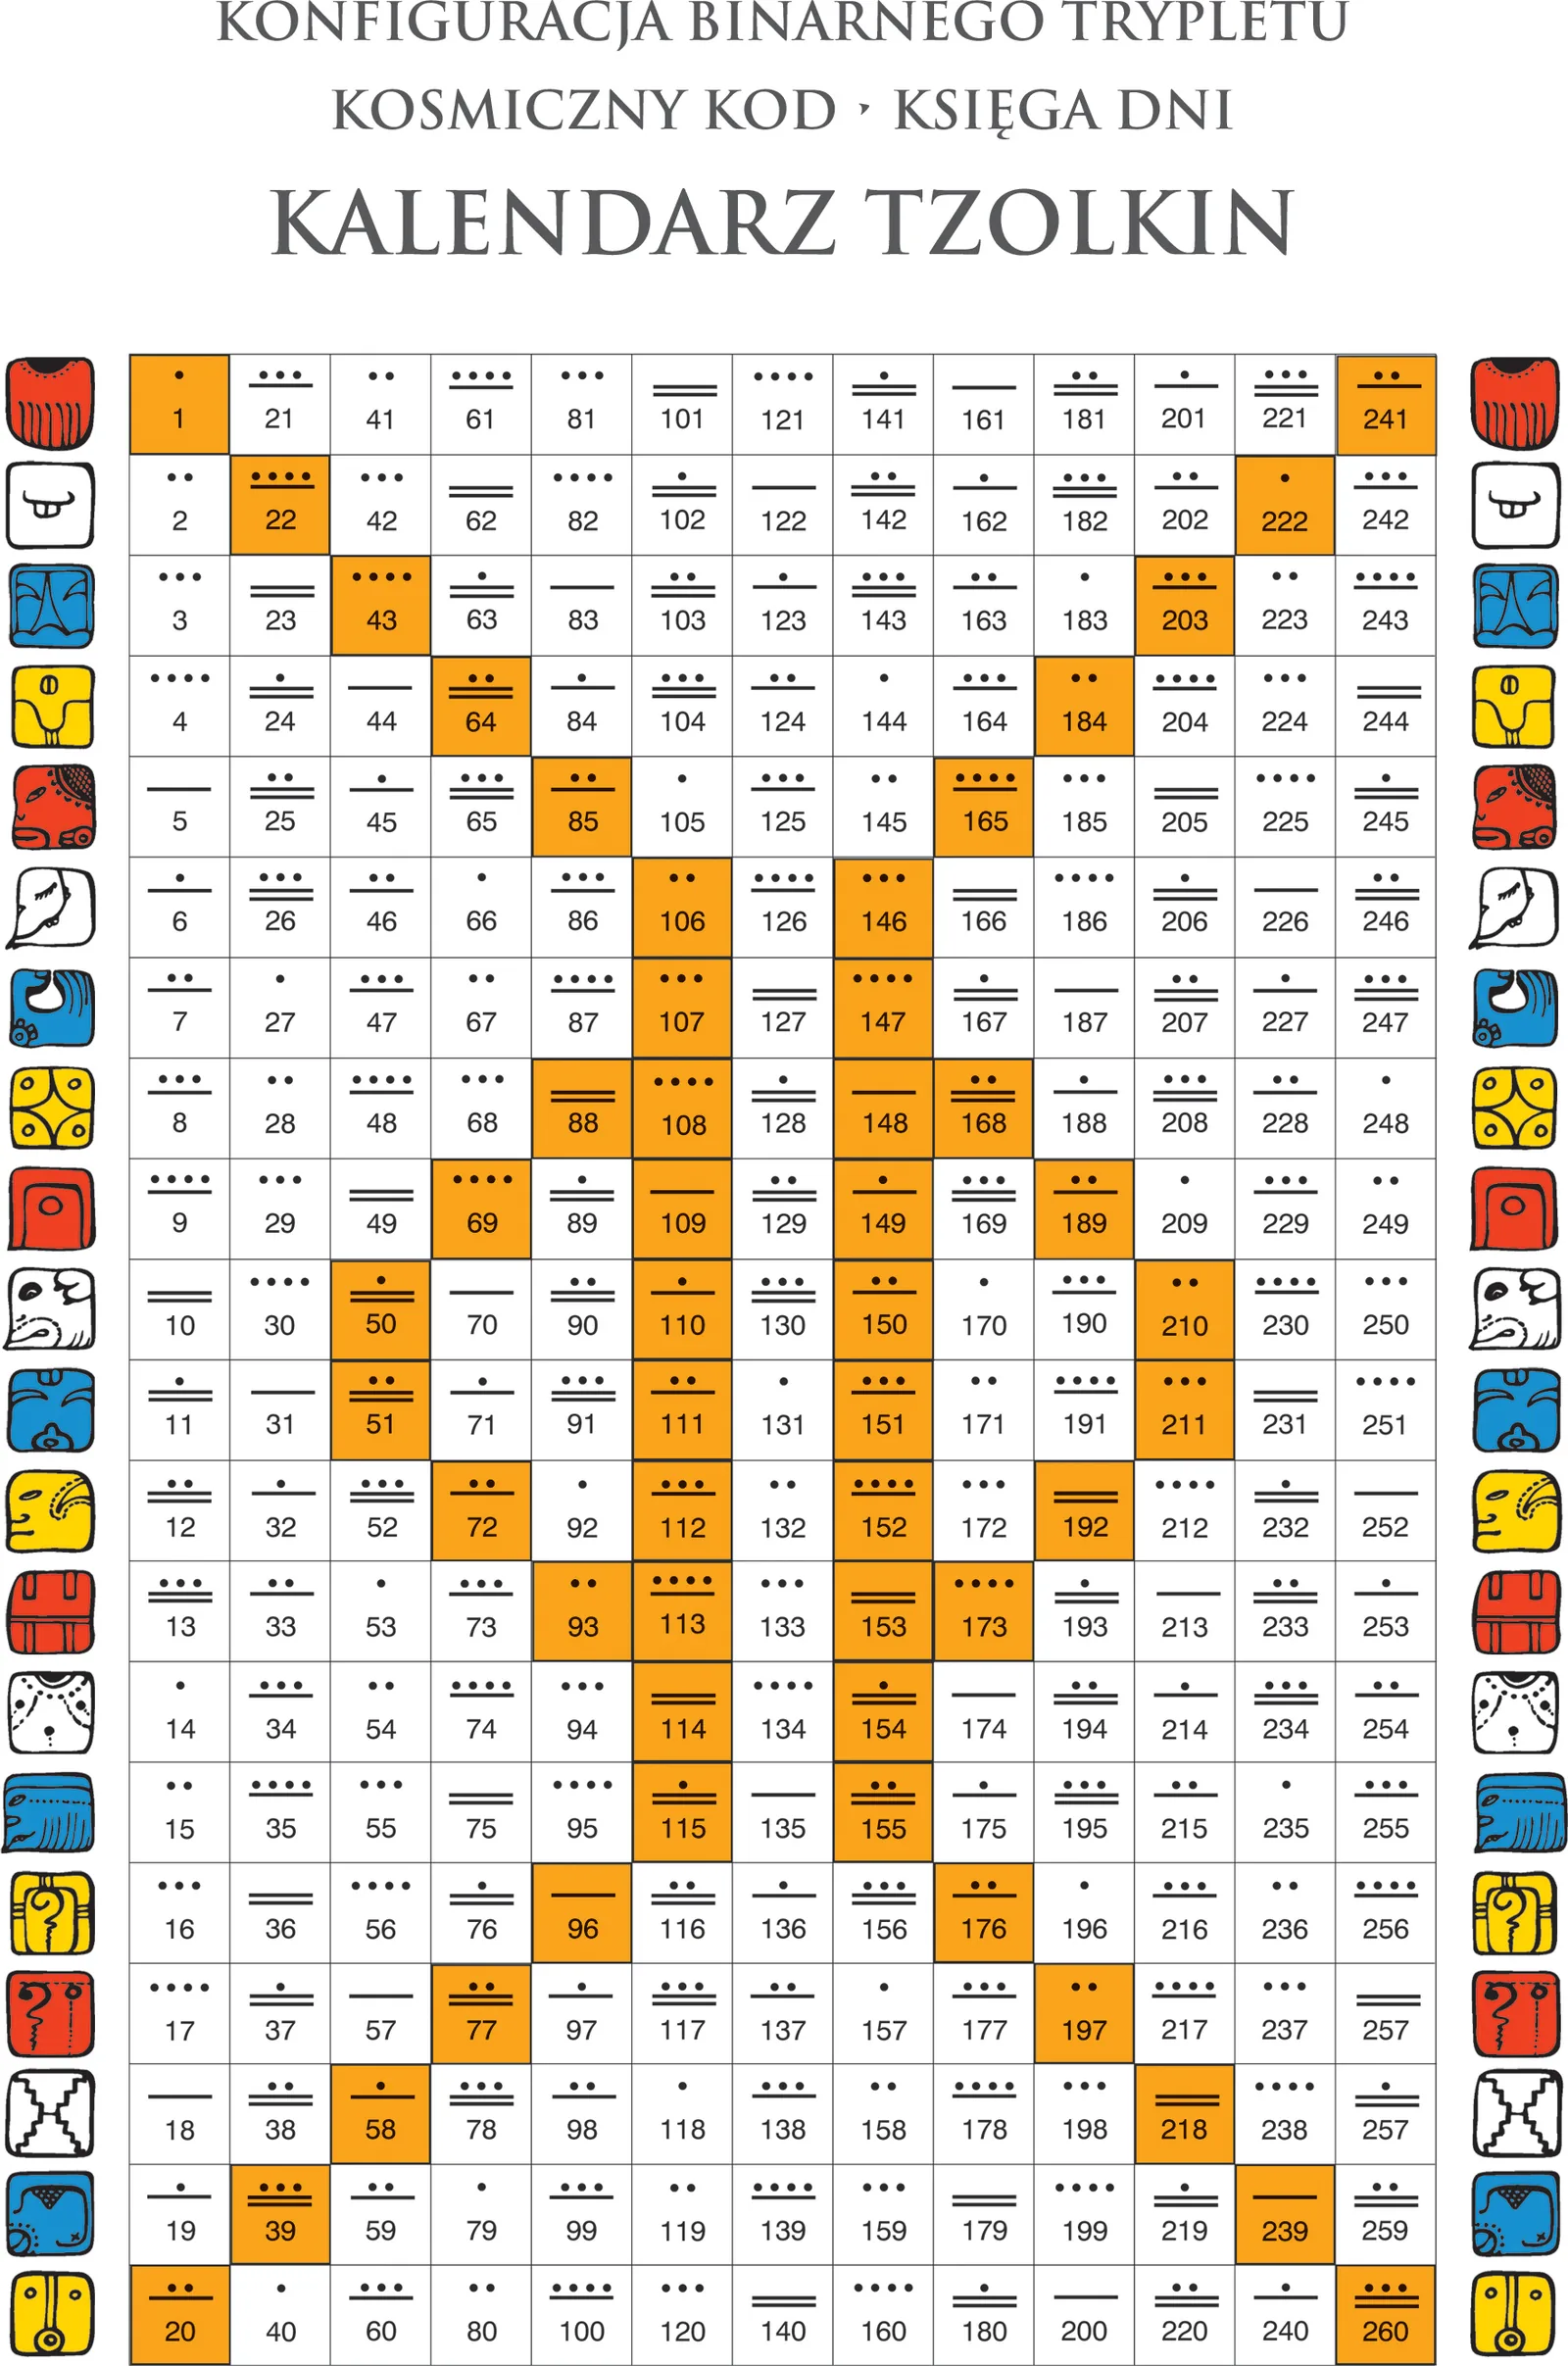 KONFIGURACJA BINARNEGO TRYPLETU
KOSMICZNY KOD · KSIĘGA DNI
KALENDARZ TZOLKIN
1 21 41 61 81 101 121 141 161 181 201 221 241
2 22 42 62 82 102 122 142 162 182 202 222 242
3 23 43 63 83 103 123 143 163 183 203 223 243
4 24 44 64 84 104 124 144 164 184 204 224 244
5 25 45 65 85 105 125 145 165 185 205 225 245
6 26 46 66 86 106 126 146 166 186 206 226 246
7 27 47 67 87 107 127 147 167 187 207 227 247
8 28 48 68 88 108 128 148 168 188 208 228 248
9 29 49 69 89 109 129 149 169 189 209 229 249
10 30 50 70 90 110 130 150 170 190 210 230 250
11 31 51 71 91 111 131 151 171 191 211 231 251
12 32 52 72 92 112 132 152 172 192 212 232 252
13 33 53 73 93 113 133 153 173 193 213 233 253
14 34 54 74 94 114 134 154 174 194 214 234 254
15 35 55 75 95 115 135 155 175 195 215 235 255
16 36 56 76 96 116 136 156 176 196 216 236 256
17 37 57 77 97 117 137 157 177 197 217 237 257
18 38 58 78 98 118 138 158 178 198 218 238 257
19 39 59 79 99 119 139 159 179 199 219 239 259
20 40 60 80 100 120 140 160 180 200 220 240 260